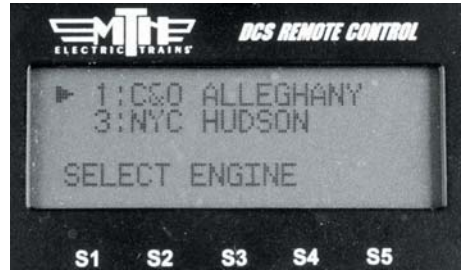 MTH DCS REMOTE CONTROL
ELECTRIC TRAINS
1:C&O ALLEGHANY
3:NYC HUDSON
SELECT ENGINE
S1 S2 S3 S4 S5